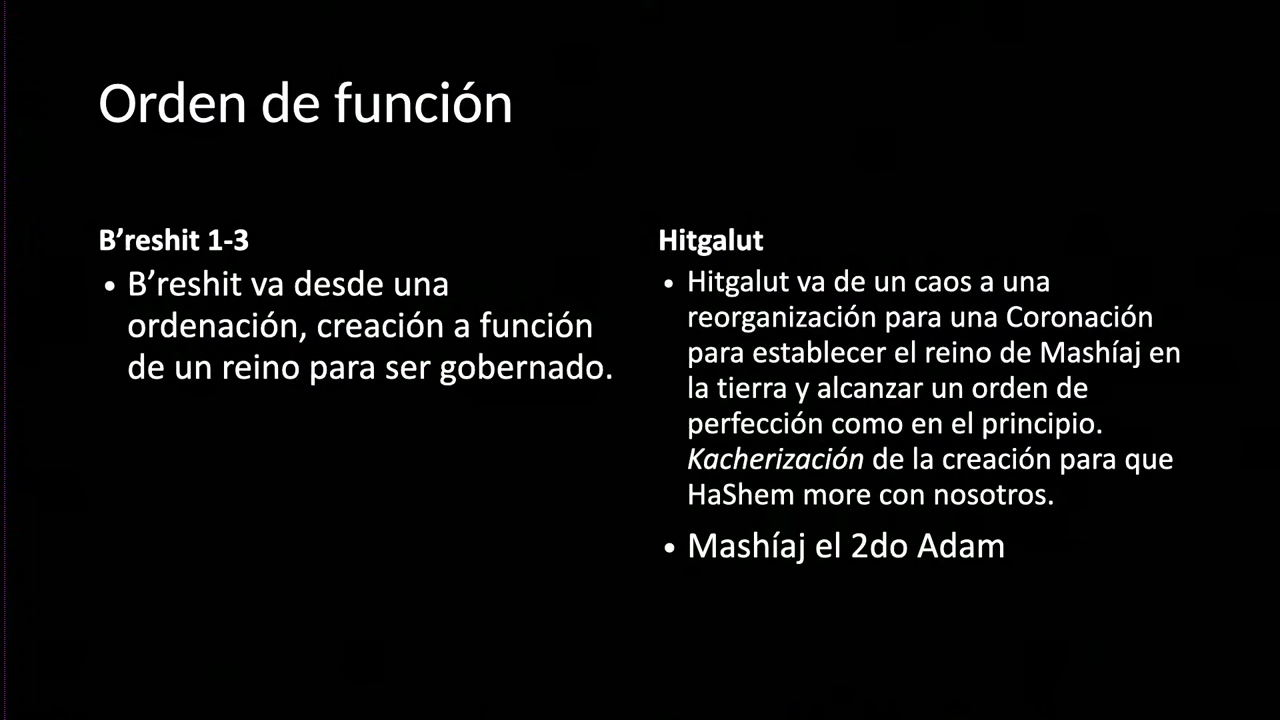 Orden de función
B’reshit 1-3
• B’reshit va desde una
ordenación, creación a función
de un reino para ser gobernado.
Hitgalut
• Hitgalut va de un caos a una
reorganización para una Coronación
para establecer el reino de Mashíaj en
la tierra y alcanzar un orden de
perfección como en el principio.
Kacherización de la creación para que
HaShem more con nosotros.
• Mashíaj el 2do Adam